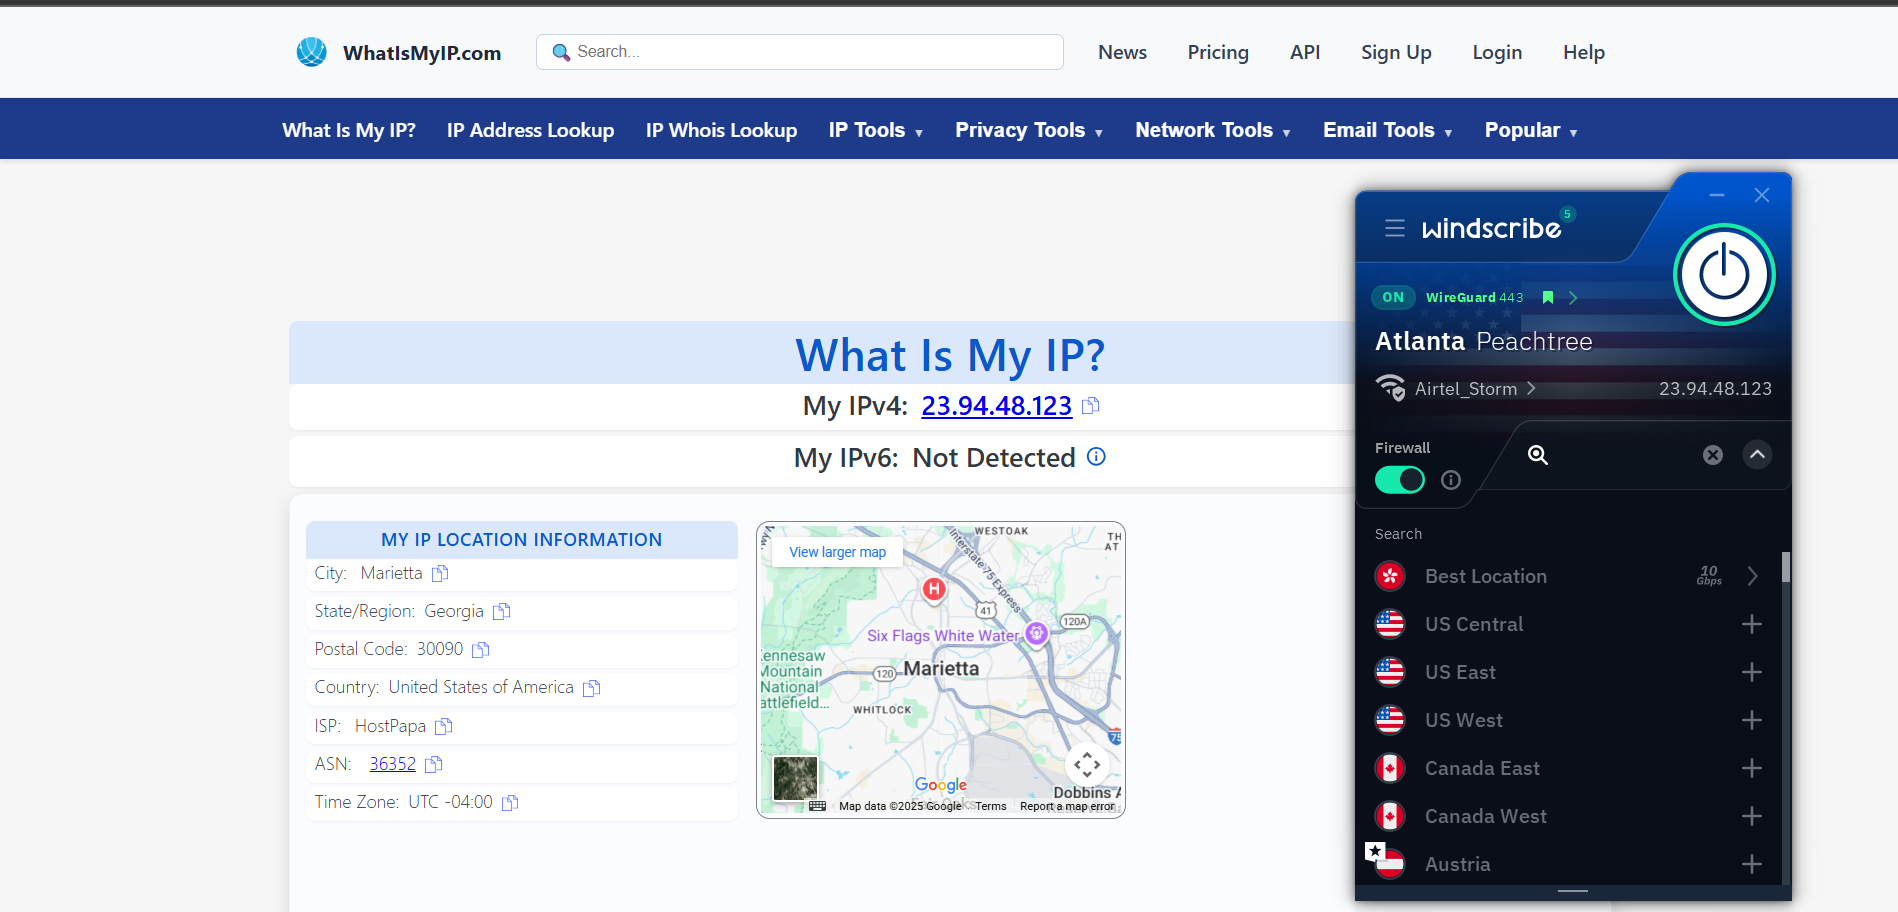 WhatIsMyIP.com
Search...
News Pricing API Sign Up Login Help
What Is My IP? IP Address Lookup IP Whois Lookup IP Tools ▼ Privacy Tools ▼ Network Tools ▼ Email Tools ▼ Popular ▼
What Is My IP?
My IPv4: 23.94.48.123
My IPv6: Not Detected
MY IP LOCATION INFORMATION
City: Marietta
State/Region: Georgia
Postal Code: 30090
Country: United States of America
ISP: HostPapa
ASN: 36352
Time Zone: UTC -04:00
View larger map
WESTOAK
TH
AT
Interstate 75 Express
H
41
120A
Six Flags White Water
ennesaw
Mountain
National
attlefield...
120
Marietta
WHITLOCK
75
Google
Dobbins A
Map data ©2025 Google Terms Report a map error
windscribe 5
ON WireGuard 443
Atlanta Peachtree
Airtel_Storm 23.94.48.123
Firewall
Search
Best Location 10 Gbps
US Central
US East
US West
Canada East
Canada West
Austria